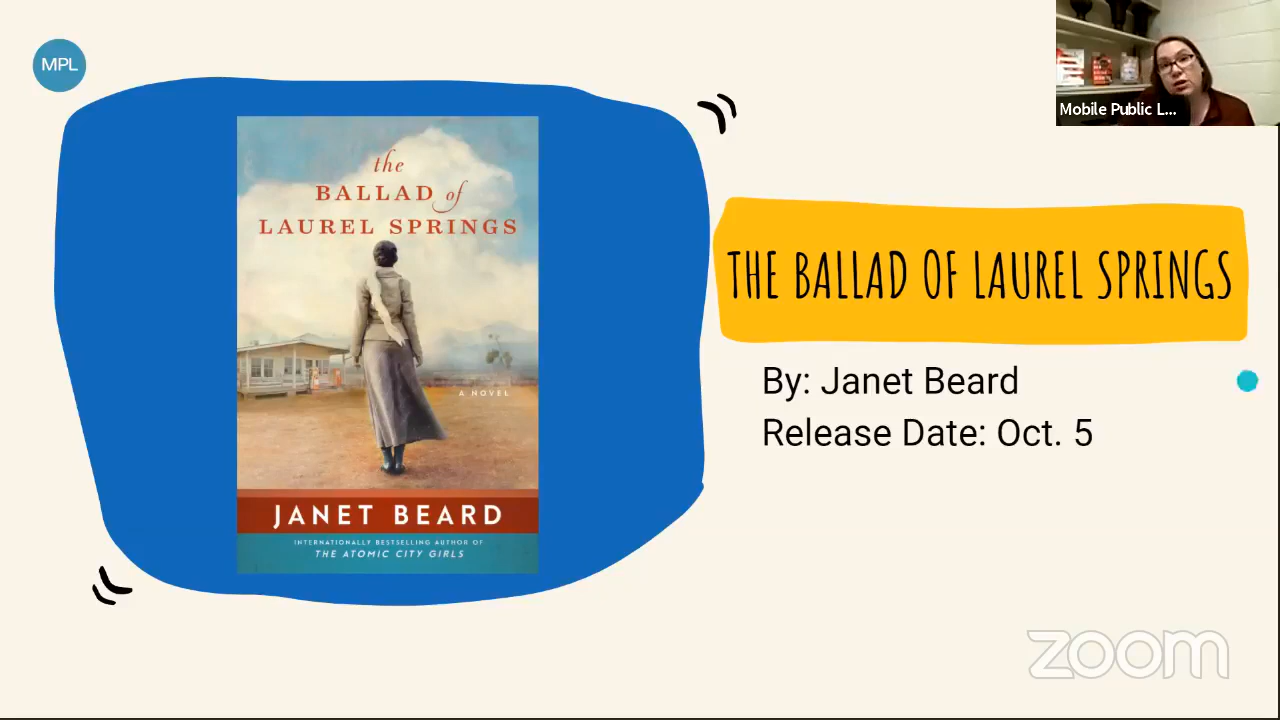 MPL
the
BALLAD of
LAUREL SPRINGS
A NOVEL
JANET BEARD
INTERNATIONALLY BESTSELLING AUTHOR OF
THE ATOMIC CITY GIRLS
Mobile Public L...
THE BALLAD OF LAUREL SPRINGS
By: Janet Beard
Release Date: Oct. 5
zoom